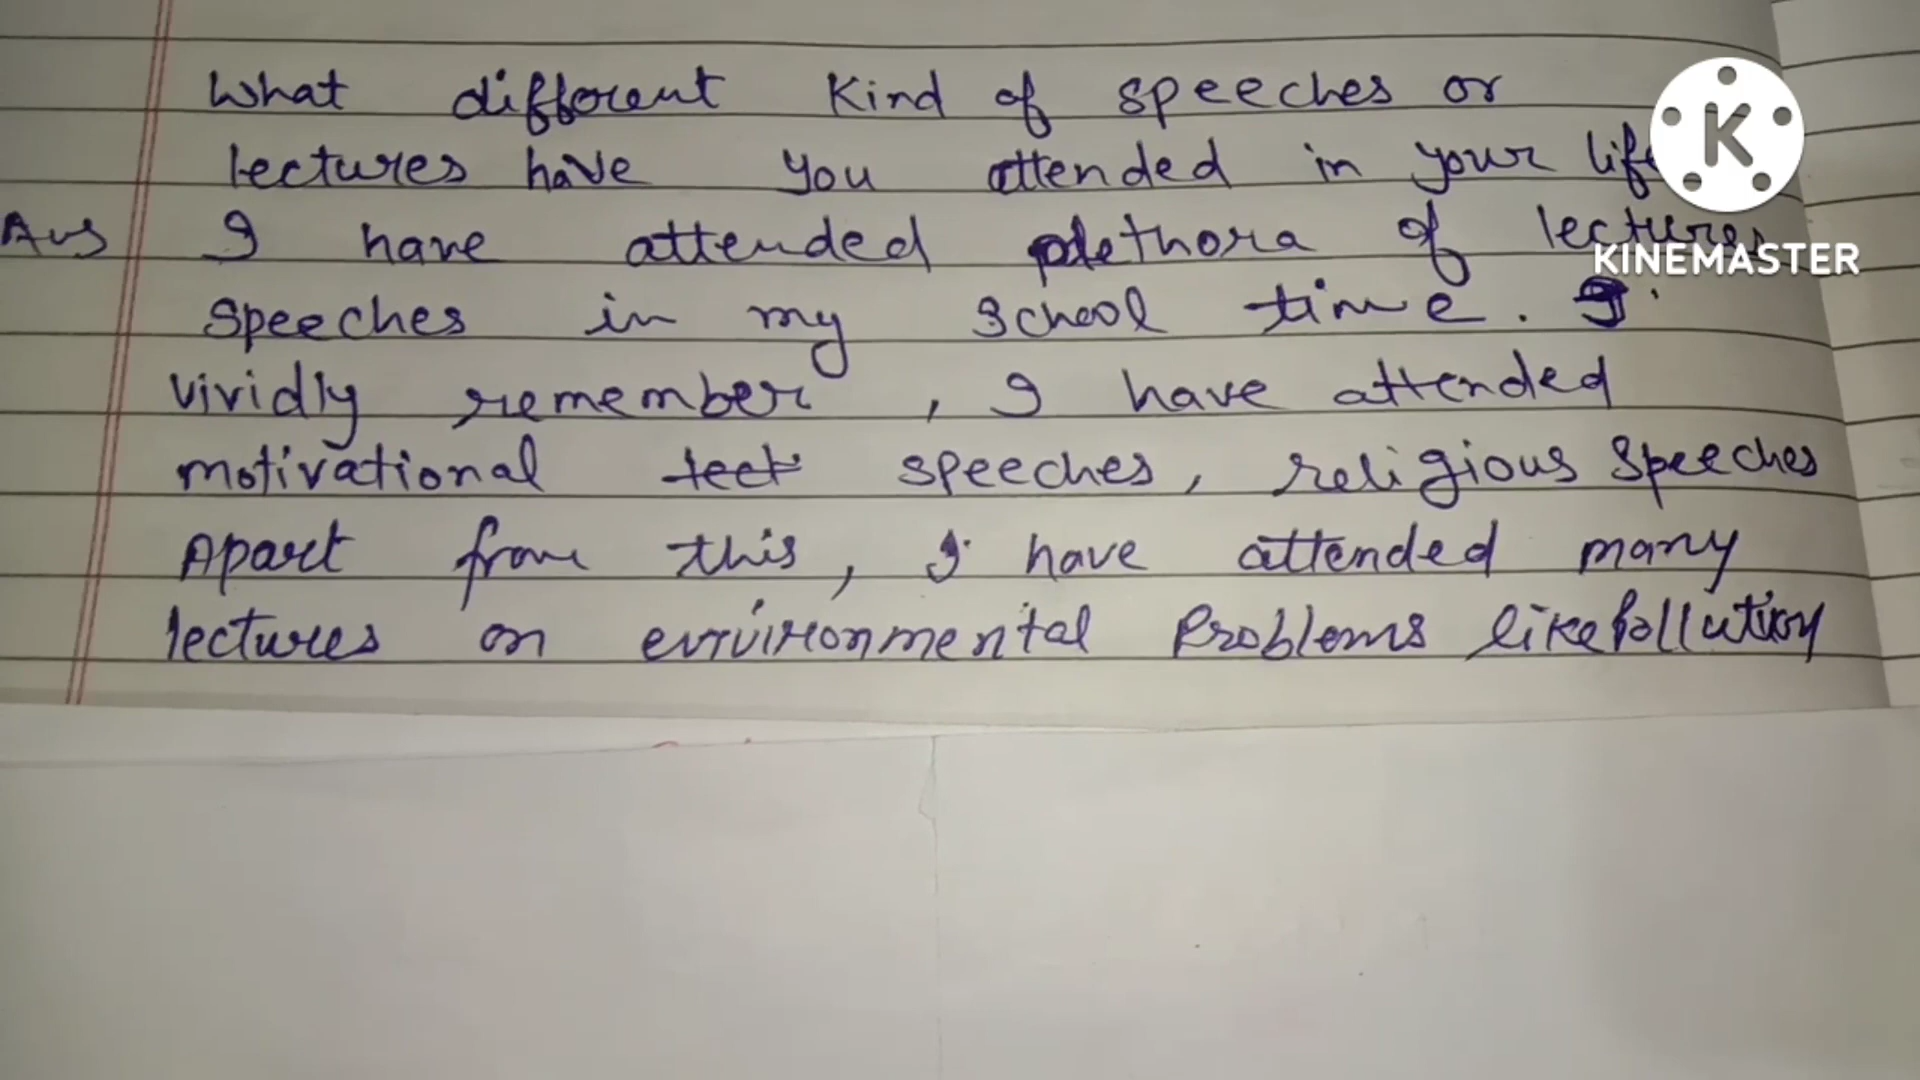 What different kind of speeches or
lectures have you attended in your life
Ans I have attended plethora of lectures
speeches in my school time. I
vividly remember, I have attended
motivational tect speeches, religious speeches
Apart from this, I have attended many
lectures on environmental problems like pollution
K
KINEMASTER